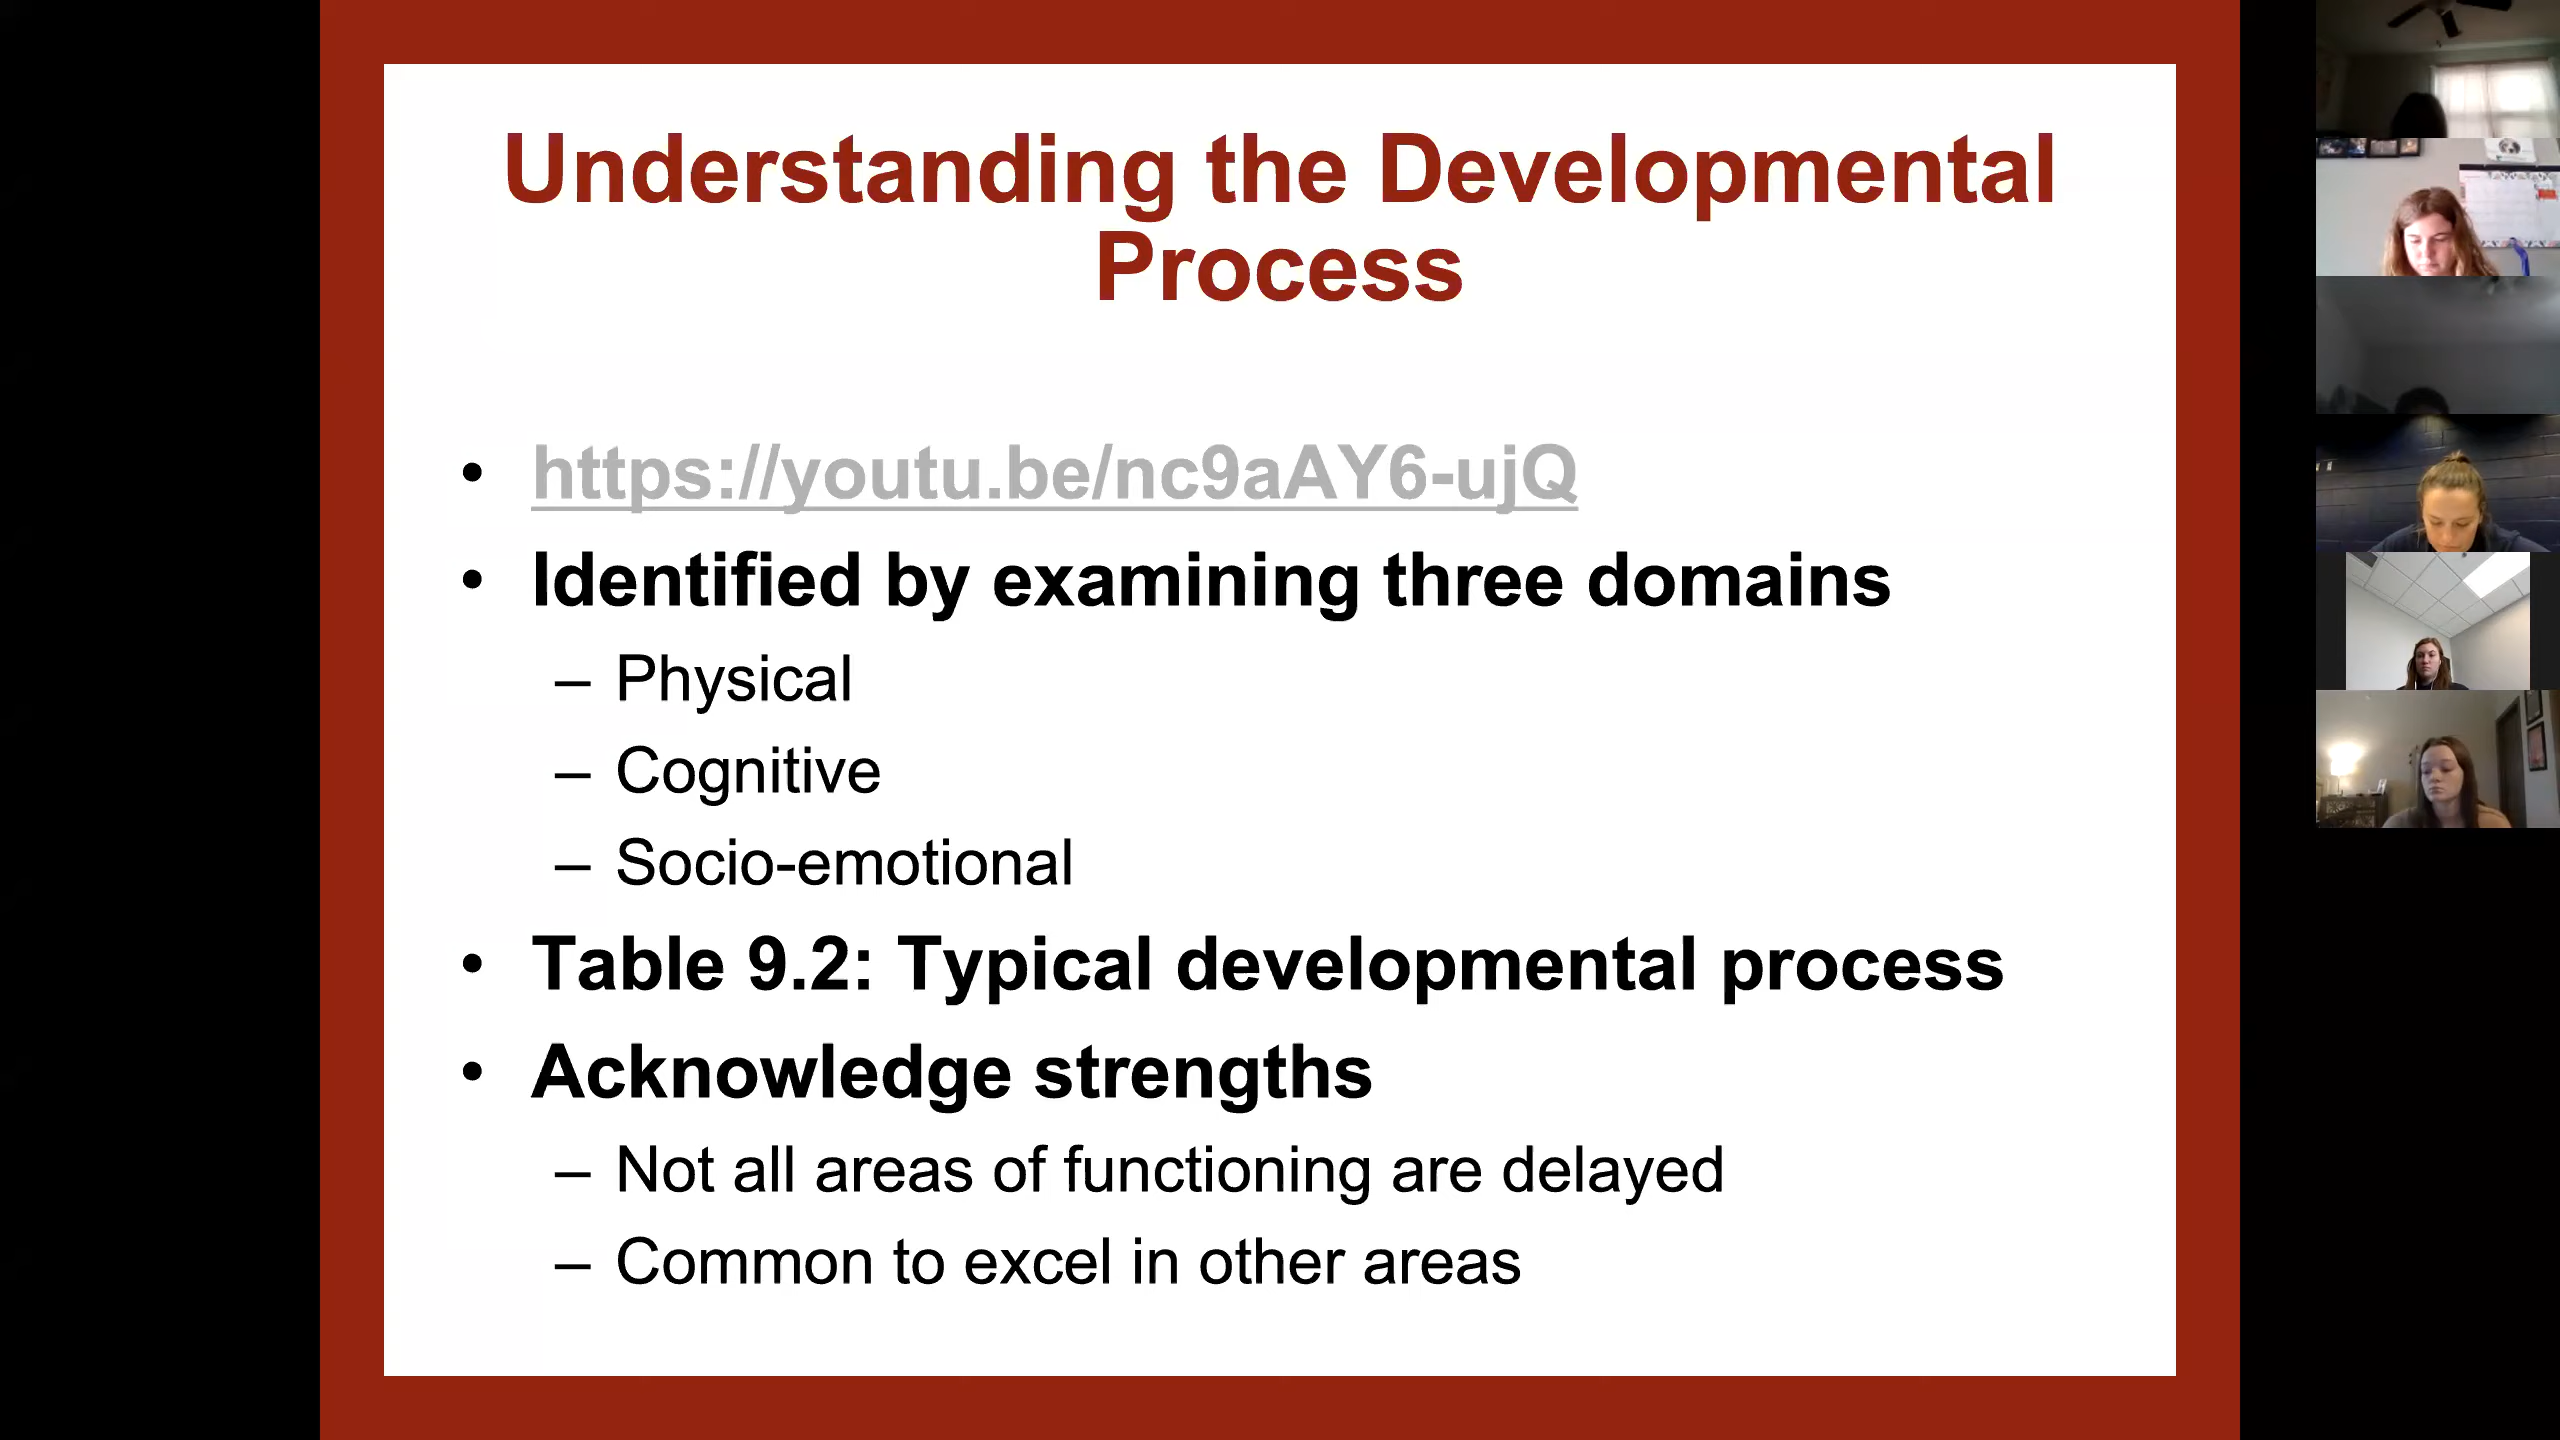 Understanding the Developmental
Process
• https://youtu.be/nc9aAY6-ujQ
• Identified by examining three domains
– Physical
– Cognitive
– Socio-emotional
• Table 9.2: Typical developmental process
• Acknowledge strengths
– Not all areas of functioning are delayed
– Common to excel in other areas